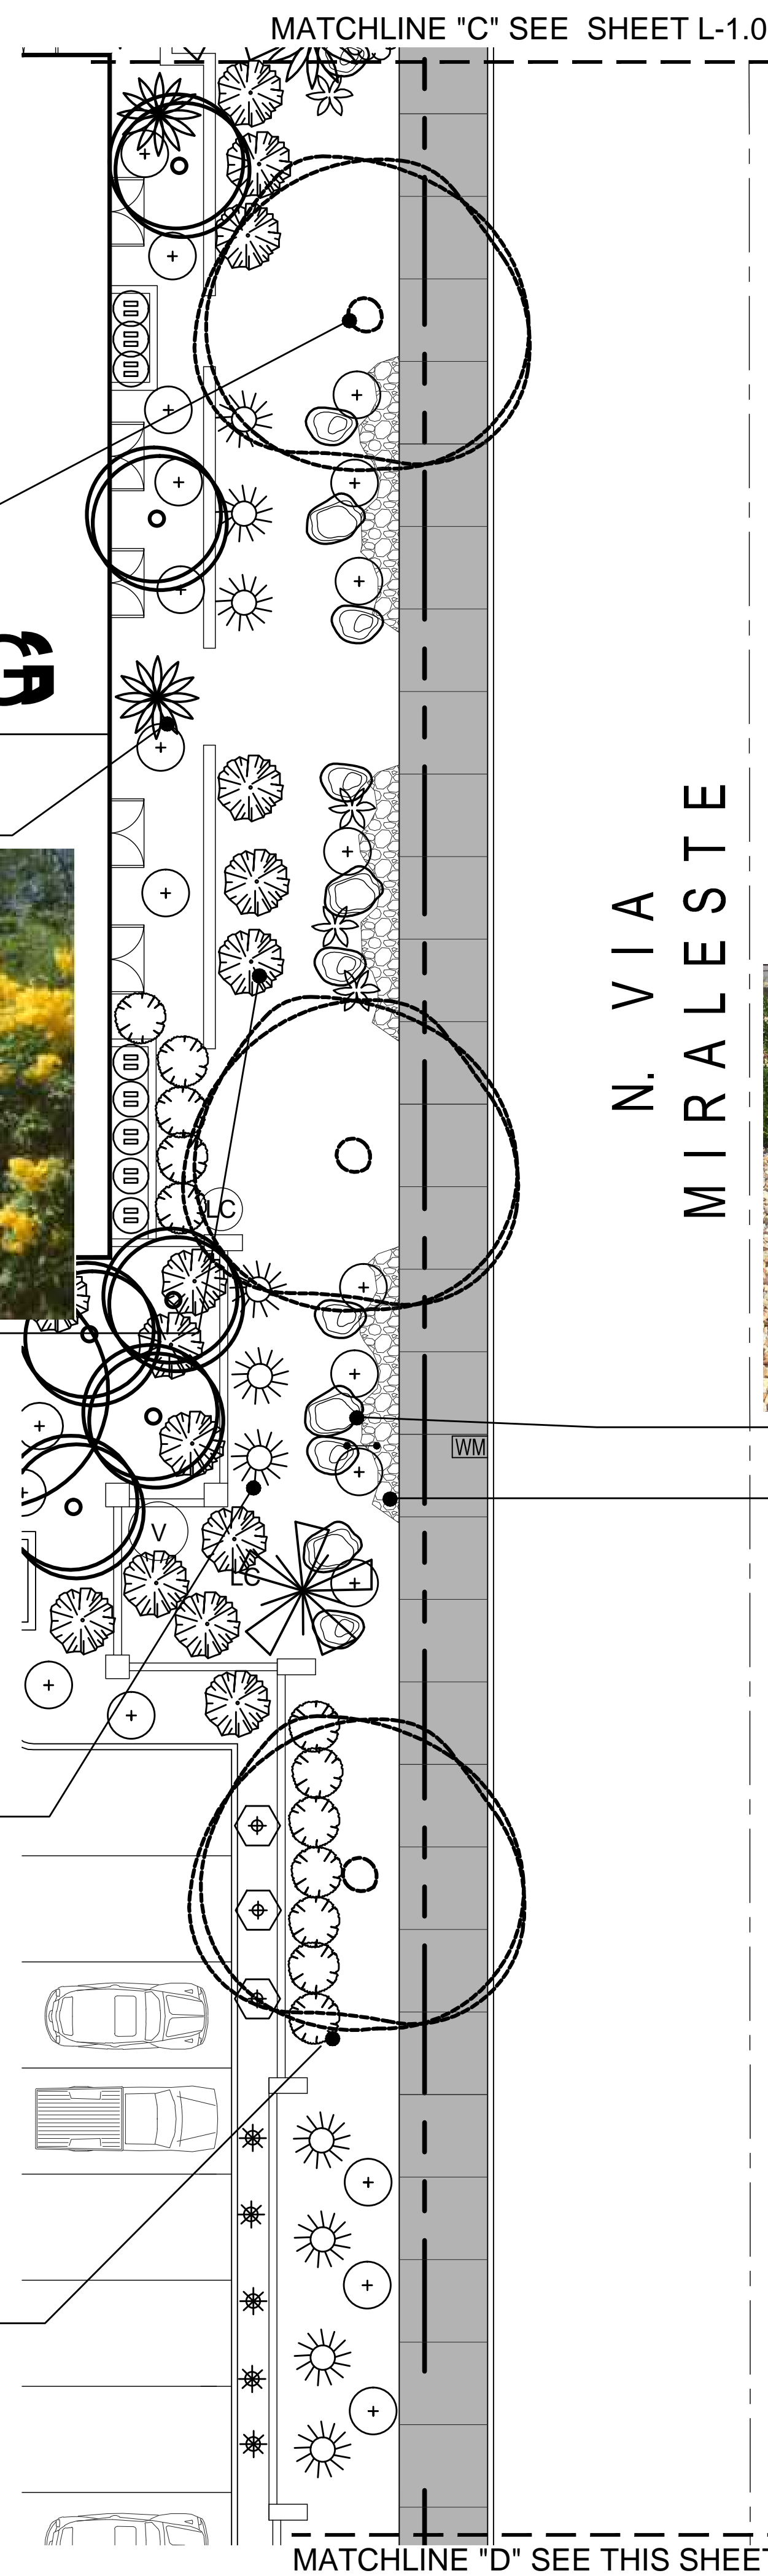 MATCHLINE "C" SEE SHEET L-1.0
N. VIA
MIRALESTE
LC
WM
V
LC
MATCHLINE "D" SEE THIS SHEET